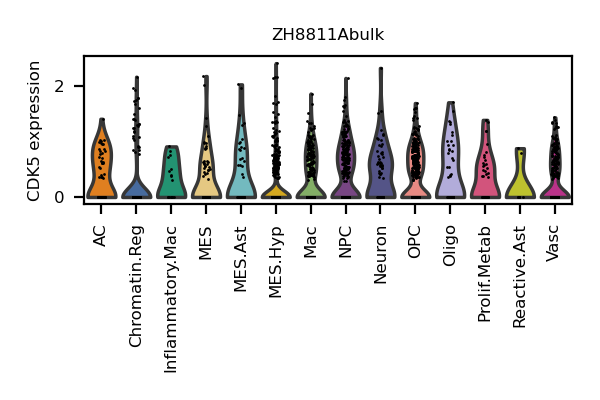 ZH8811Abulk
CDK5 expression
2
0
AC
Chromatin.Reg
Inflammatory.Mac
MES
MES.Ast
MES.Hyp
Mac
NPC
Neuron
OPC
Oligo
Prolif.Metab
Reactive.Ast
Vasc